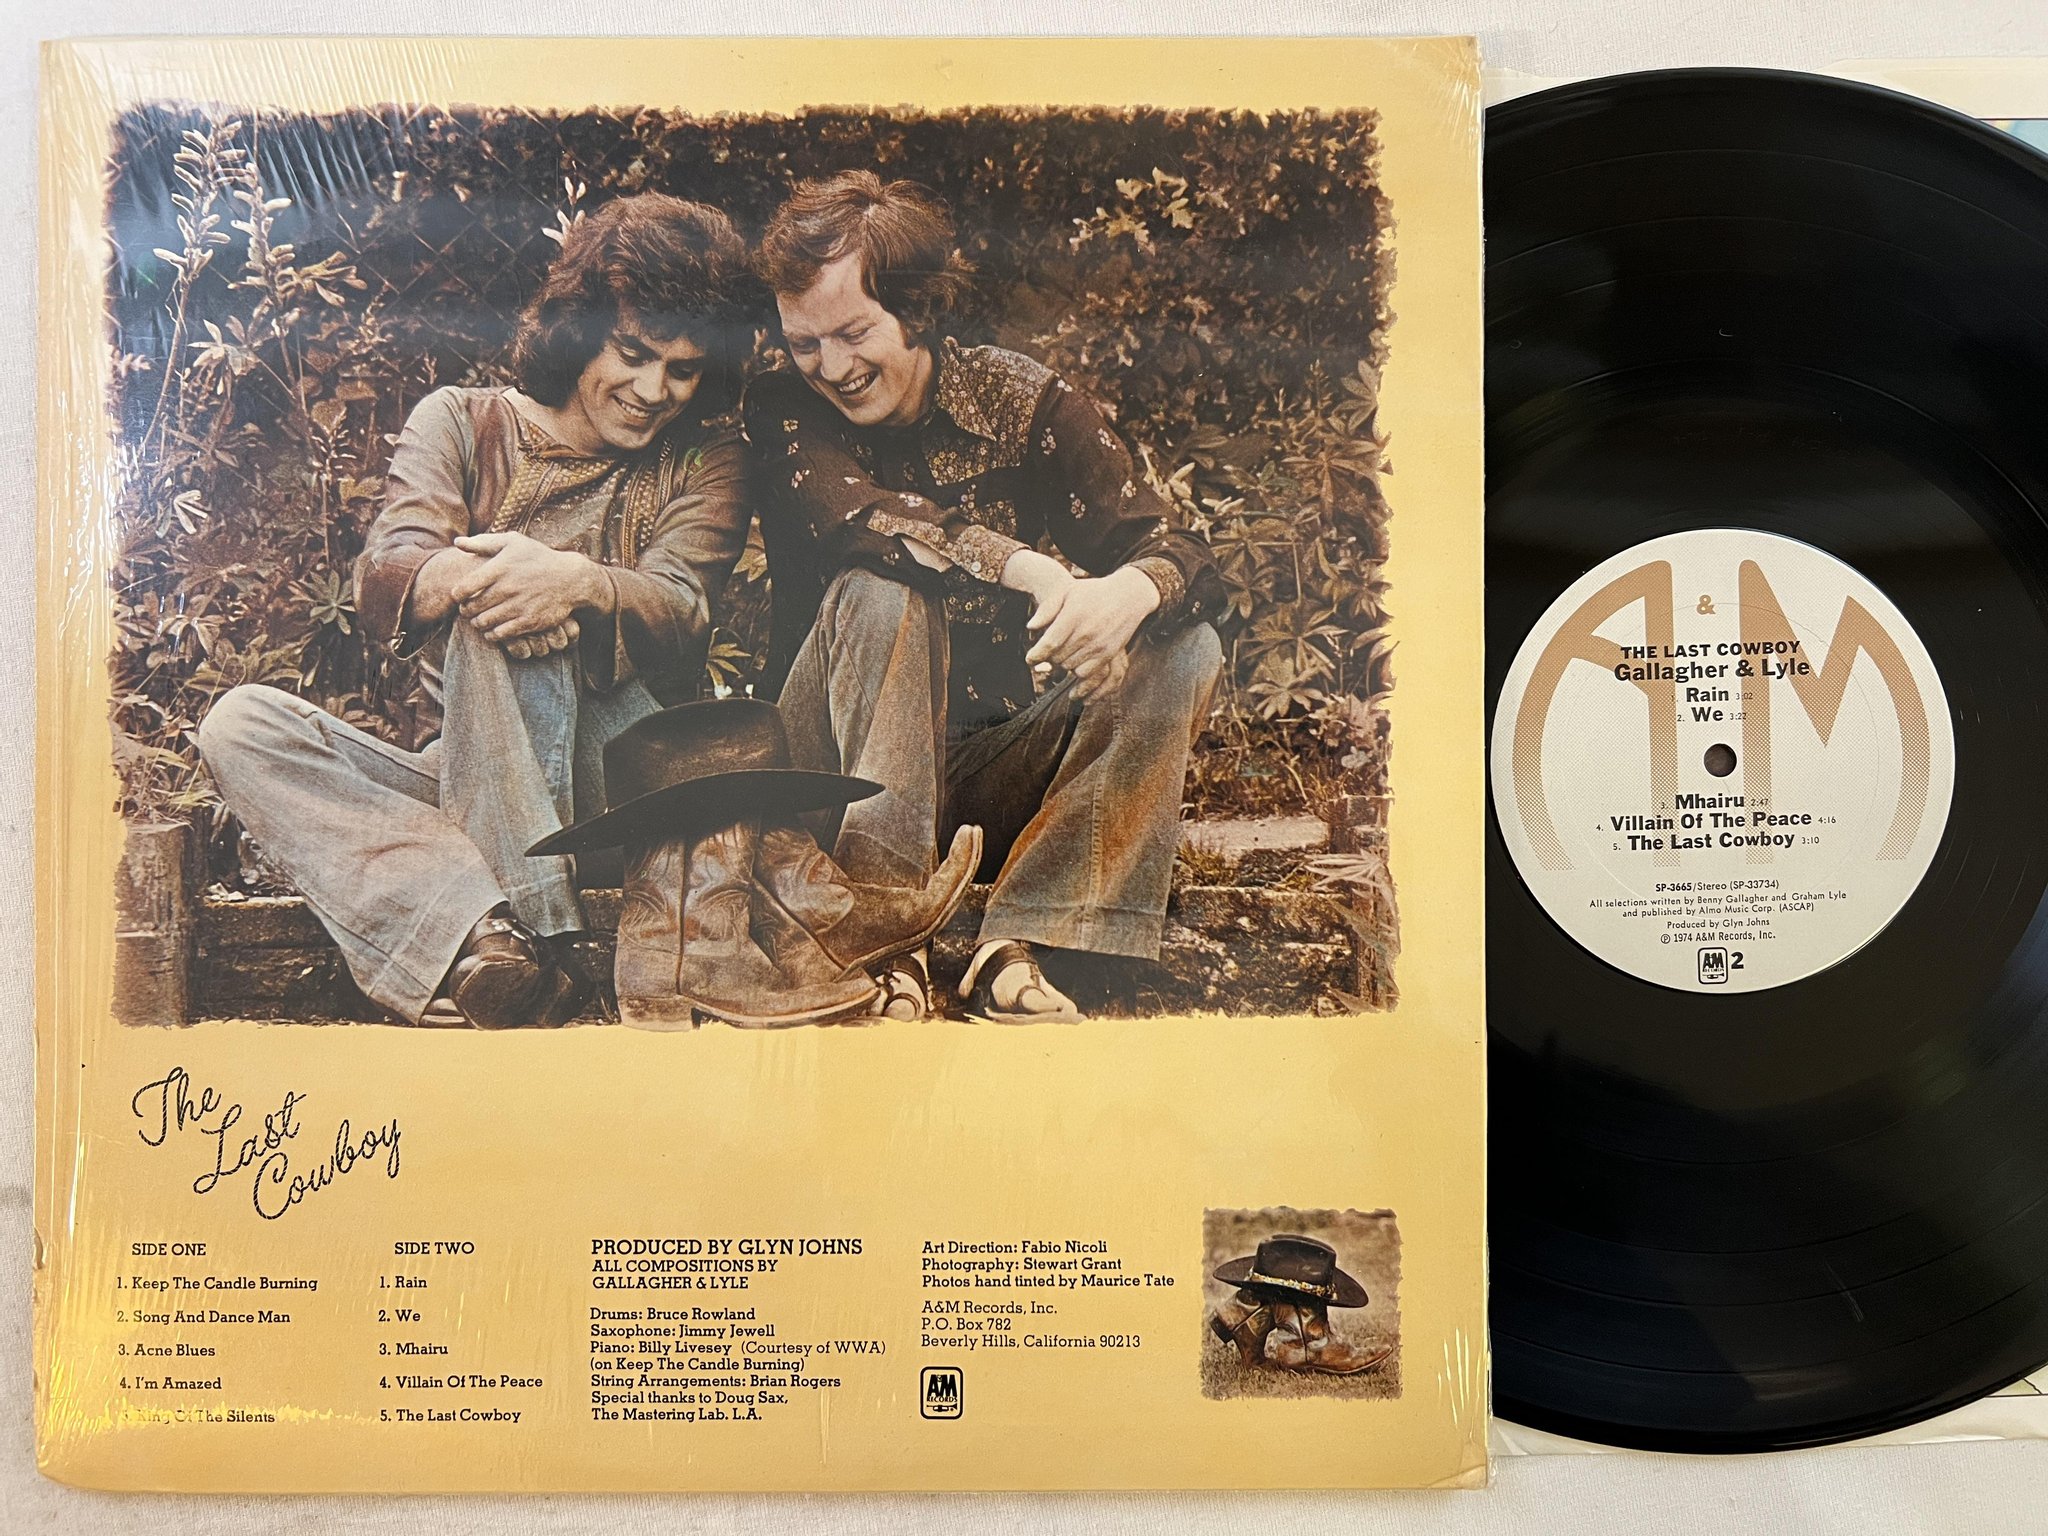 The
Last
Cowboy
SIDE ONE
1. Keep The Candle Burning
2. Song And Dance Man
3. Acne Blues
4. I'm Amazed
5. King Of The Silents
SIDE TWO
1. Rain
2. We
3. Mhairu
4. Villain Of The Peace
5. The Last Cowboy
PRODUCED BY GLYN JOHNS
ALL COMPOSITIONS BY
GALLAGHER & LYLE
Drums: Bruce Rowland
Saxophone: Jimmy Jewell
Piano: Billy Livesey (Courtesy of WWA)
(on Keep The Candle Burning)
String Arrangements: Brian Rogers
Special thanks to Doug Sax,
The Mastering Lab. L.A.
Art Direction: Fabio Nicoli
Photography: Stewart Grant
Photos hand tinted by Maurice Tate
A&M Records, Inc.
P.O. Box 782
Beverly Hills, California 90213
A&M
RECORDS
A&M
THE LAST COWBOY
Gallagher & Lyle
1. Rain 3:02
2. We 3:22
3. Mhairu 2:47
4. Villain Of The Peace 4:16
5. The Last Cowboy 3:10
SP-3665/Stereo (SP-33734)
All selections written by Benny Gallagher and Graham Lyle
and published by Almo Music Corp. (ASCAP)
Produced by Glyn Johns
℗ 1974 A&M Records, Inc.
A&M
RECORDS
2